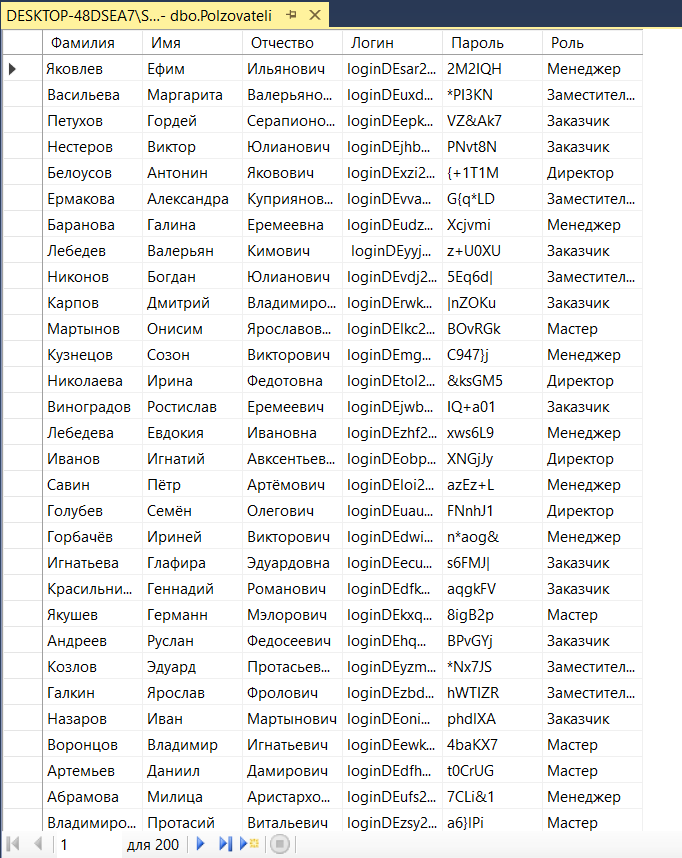 DESKTOP-48DSEA7\S...- dbo.Polzovateli
Фамилия Имя Отчество Логин Пароль Роль
Яковлев Ефим Ильянович loginDEsar2... 2M2IQH Менеджер
Васильева Маргарита Валерьяно... loginDEuxd... *PI3KN Заместител...
Петухов Гордей Серапионо... loginDEepk... VZ&Ak7 Заказчик
Нестеров Виктор Юлианович loginDEjhb... PNvt8N Заказчик
Белоусов Антонин Яковович loginDExzi2... {+1T1M Директор
Ермакова Александра Куприянов... loginDEvva... G{q*LD Заместител...
Баранова Галина Еремеевна loginDEudz... Xcjvmi Менеджер
Лебедев Валерьян Кимович loginDEyyj... z+U0XU Заказчик
Никонов Богдан Юлианович loginDEvdj2... 5Eq6d| Заместител...
Карпов Дмитрий Владимиро... loginDErwk... |nZOKu Заказчик
Мартынов Онисим Ярославов... loginDElkc2... BOvRGk Мастер
Кузнецов Созон Викторович loginDEmg... C947}j Менеджер
Николаева Ирина Федотовна loginDEtol2... &ksGM5 Директор
Виноградов Ростислав Еремеевич loginDEjwb... IQ+a01 Заказчик
Лебедева Евдокия Ивановна loginDEzhf2... xws6L9 Менеджер
Иванов Игнатий Авксентьев... loginDEobp... XNGjJy Директор
Савин Пётр Артёмович loginDEloi2... azEz+L Менеджер
Голубев Семён Олегович loginDEuau... FNnhJ1 Директор
Горбачёв Ириней Викторович loginDEdwi... n*aog& Менеджер
Игнатьева Глафира Эдуардовна loginDEecu... s6FMJ| Заказчик
Красильни... Геннадий Романович loginDEdfk... aqgkFV Заказчик
Якушев Германн Мэлорович loginDEkxq... 8igB2p Мастер
Андреев Руслан Федосеевич loginDEhq... BPvGYj Заказчик
Козлов Эдуард Протасьев... loginDEyzm... *Nx7JS Заместител...
Галкин Ярослав Фролович loginDEzbd... hWTIZR Заместител...
Назаров Иван Мартынович loginDEoni... phdIXA Заказчик
Воронцов Владимир Игнатьевич loginDEewk... 4baKX7 Мастер
Артемьев Даниил Дамирович loginDEdfh... t0CrUG Мастер
Абрамова Милица Аристархо... loginDEufs2... 7CLi&1 Менеджер
Владимиро... Протасий Витальевич loginDEzsy2... a6}IPi Мастер
1 для 200